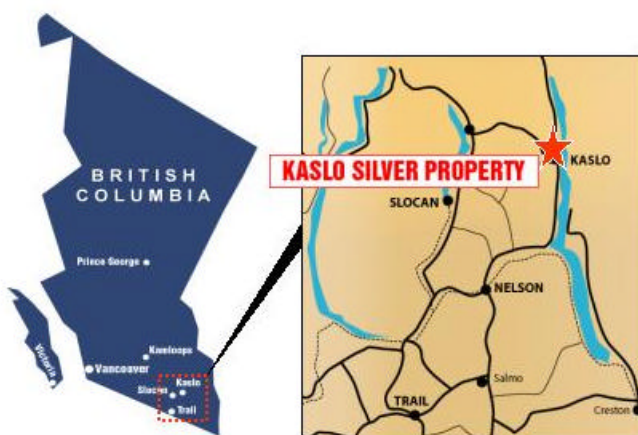 BRITISH
COLUMBIA
Prince George
Kamloops
Vancouver
Victoria
Slocan
Kaslo
Trail
KASLO SILVER PROPERTY
KASLO
SLOCAN
NELSON
Salmo
TRAIL
Creston